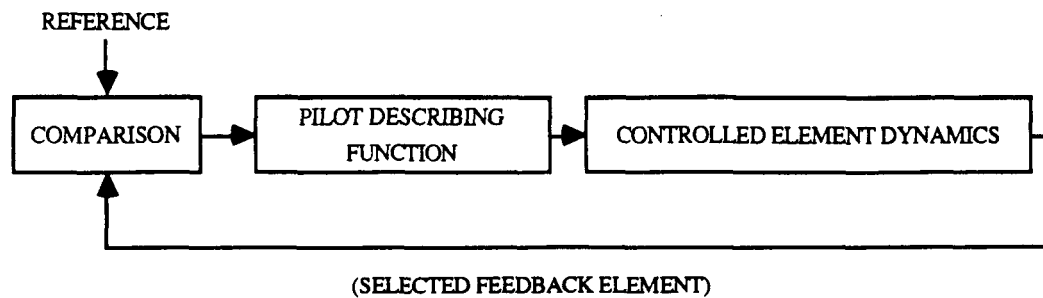 REFERENCE
COMPARISON
PILOT DESCRIBING
FUNCTION
CONTROLLED ELEMENT DYNAMICS
(SELECTED FEEDBACK ELEMENT)